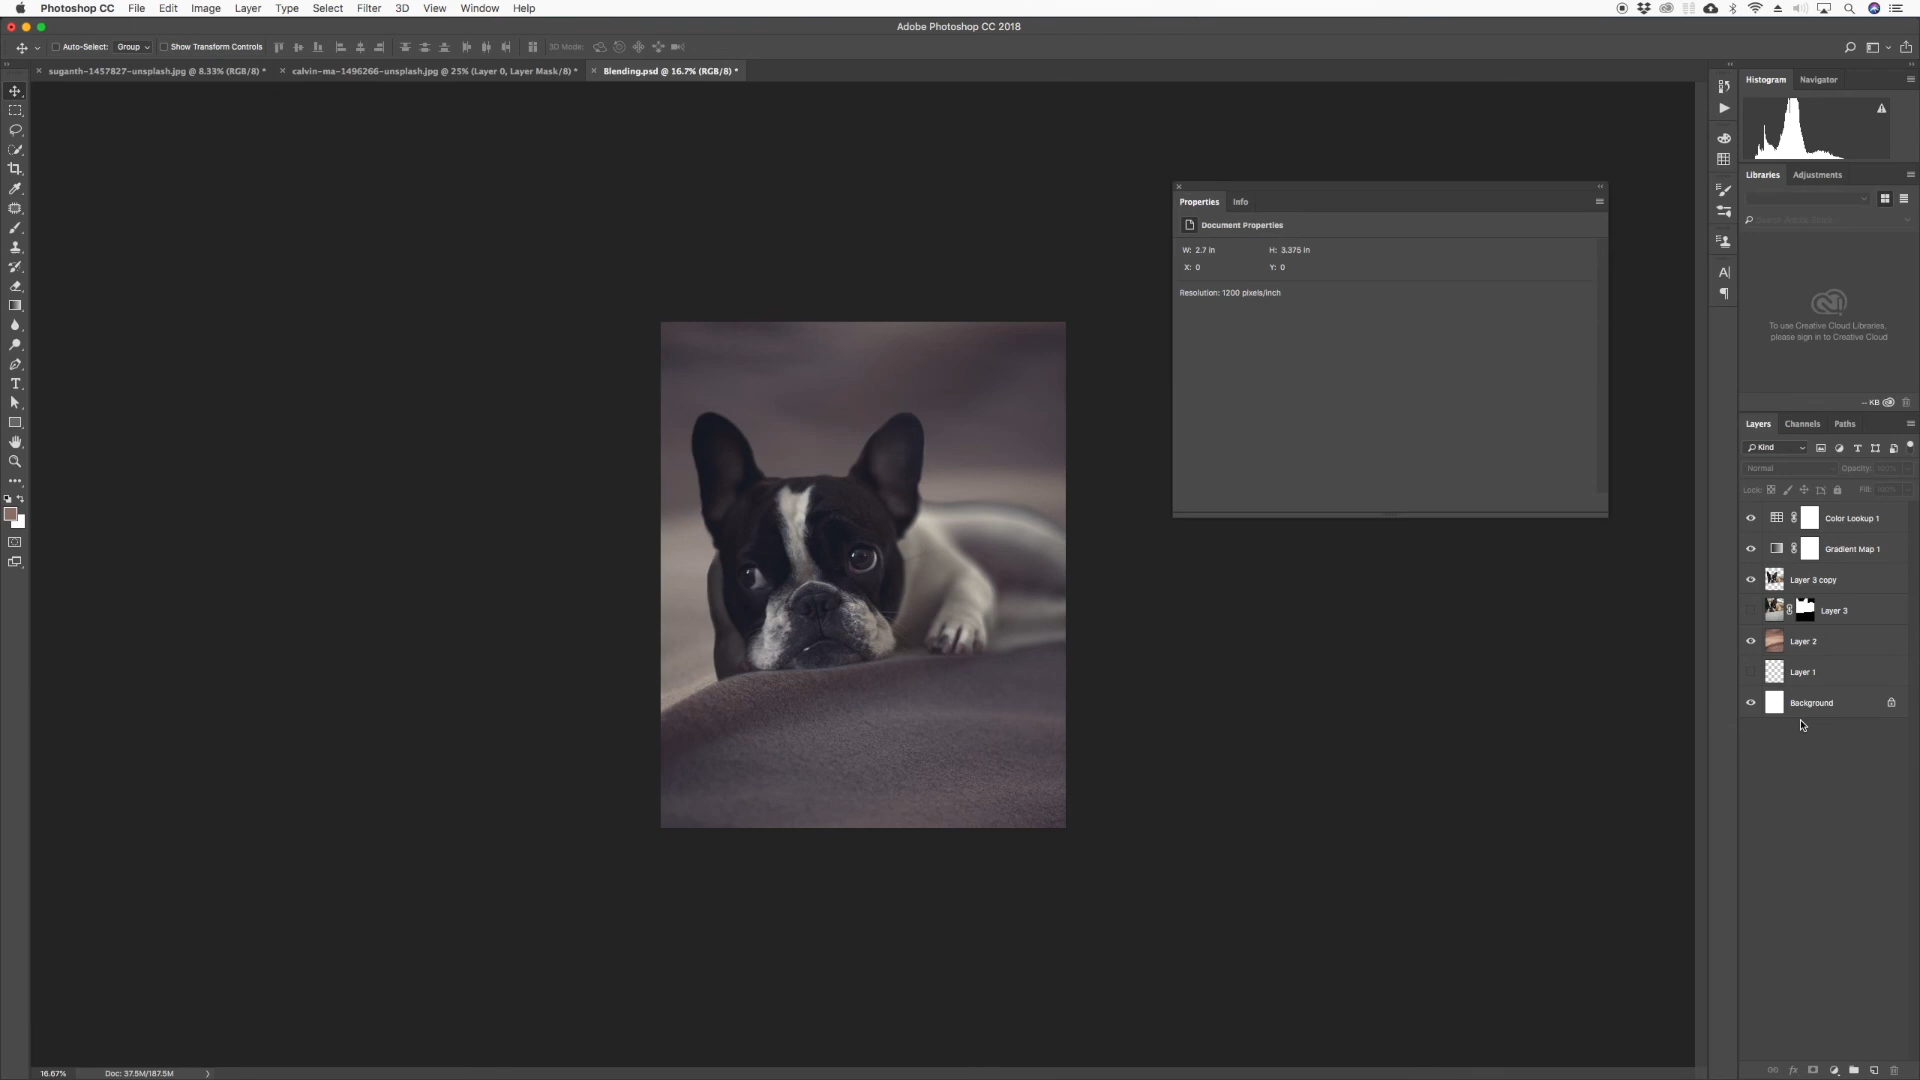 Photoshop CC File Edit Image Layer Type Select Filter 3D View Window Help
Adobe Photoshop CC 2018
Auto-Select: Group Show Transform Controls 3D Mode:
suganth-1457827-unsplash.jpg @ 8.33% (RGB/8) *
calvin-ma-1496266-unsplash.jpg @ 25% (Layer 0, Layer Mask/8) *
Blending.psd @ 16.7% (RGB/8) *
Histogram Navigator
Libraries Adjustments
To use Creative Cloud Libraries,
please sign in to Creative Cloud
-- KB
Properties Info
Document Properties
W: 2.7 in H: 3.375 in
X: 0 Y: 0
Resolution: 1200 pixels/inch
Layers Channels Paths
Kind
Normal Opacity: 100%
Lock: Fill: 100%
Color Lookup 1
Gradient Map 1
Layer 3 copy
Layer 3
Layer 2
Layer 1
Background
16.67% Doc: 37.5M/187.5M